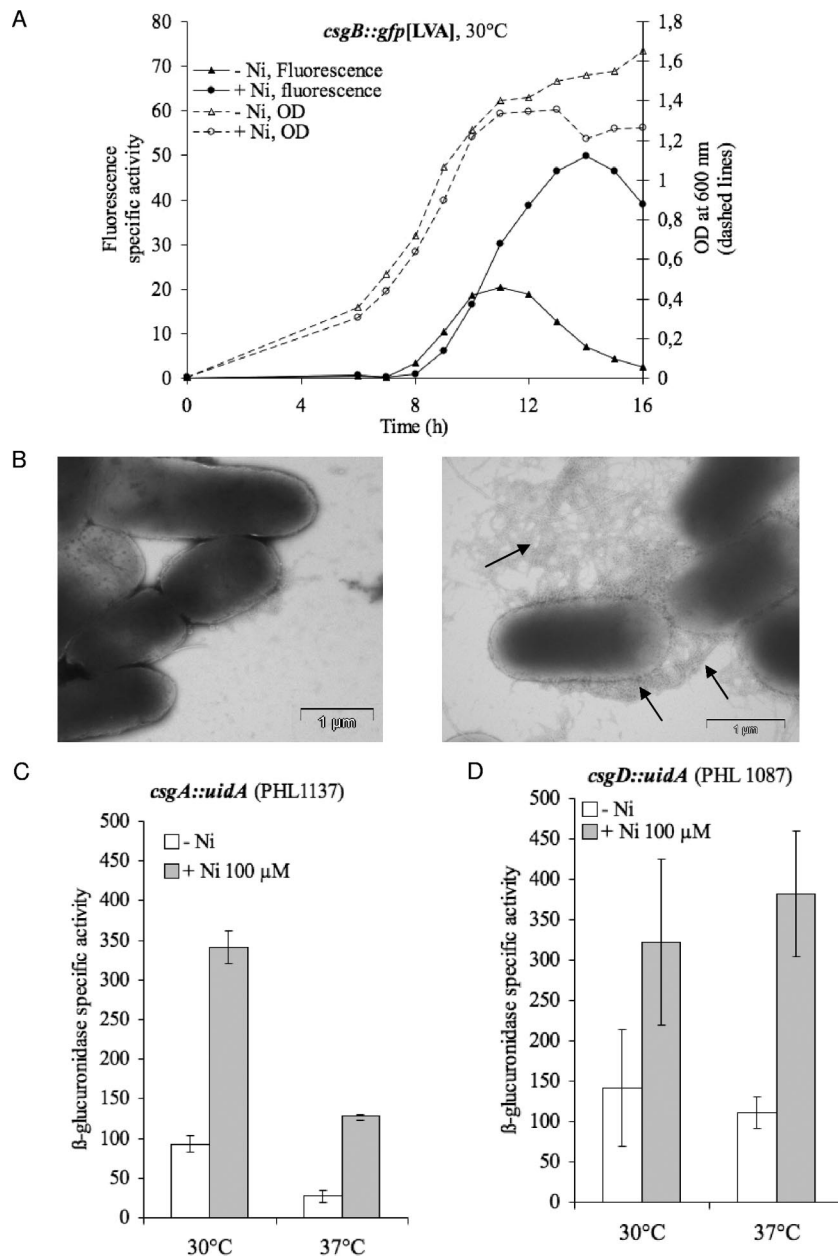 A
csgB::gfp[LVA], 30°C
- Ni, Fluorescence
+ Ni, fluorescence
- Ni, OD
+ Ni, OD
Fluorescence
specific activity
80
70
60
50
40
30
20
10
0
1,8
1,6
1,4
1,2
1
0,8
0,6
0,4
0,2
0
OD at 600 nm
(dashed lines)
0 4 8 12 16
Time (h)
B
1 µm
1 µm
C
csgA::uidA (PHL1137)
- Ni
+ Ni 100 µM
ß-glucuronidase specific activity
500
450
400
350
300
250
200
150
100
50
0
30°C 37°C
D
csgD::uidA (PHL 1087)
- Ni
+ Ni 100 µM
ß-glucuronidase specific activity
500
450
400
350
300
250
200
150
100
50
0
30°C 37°C